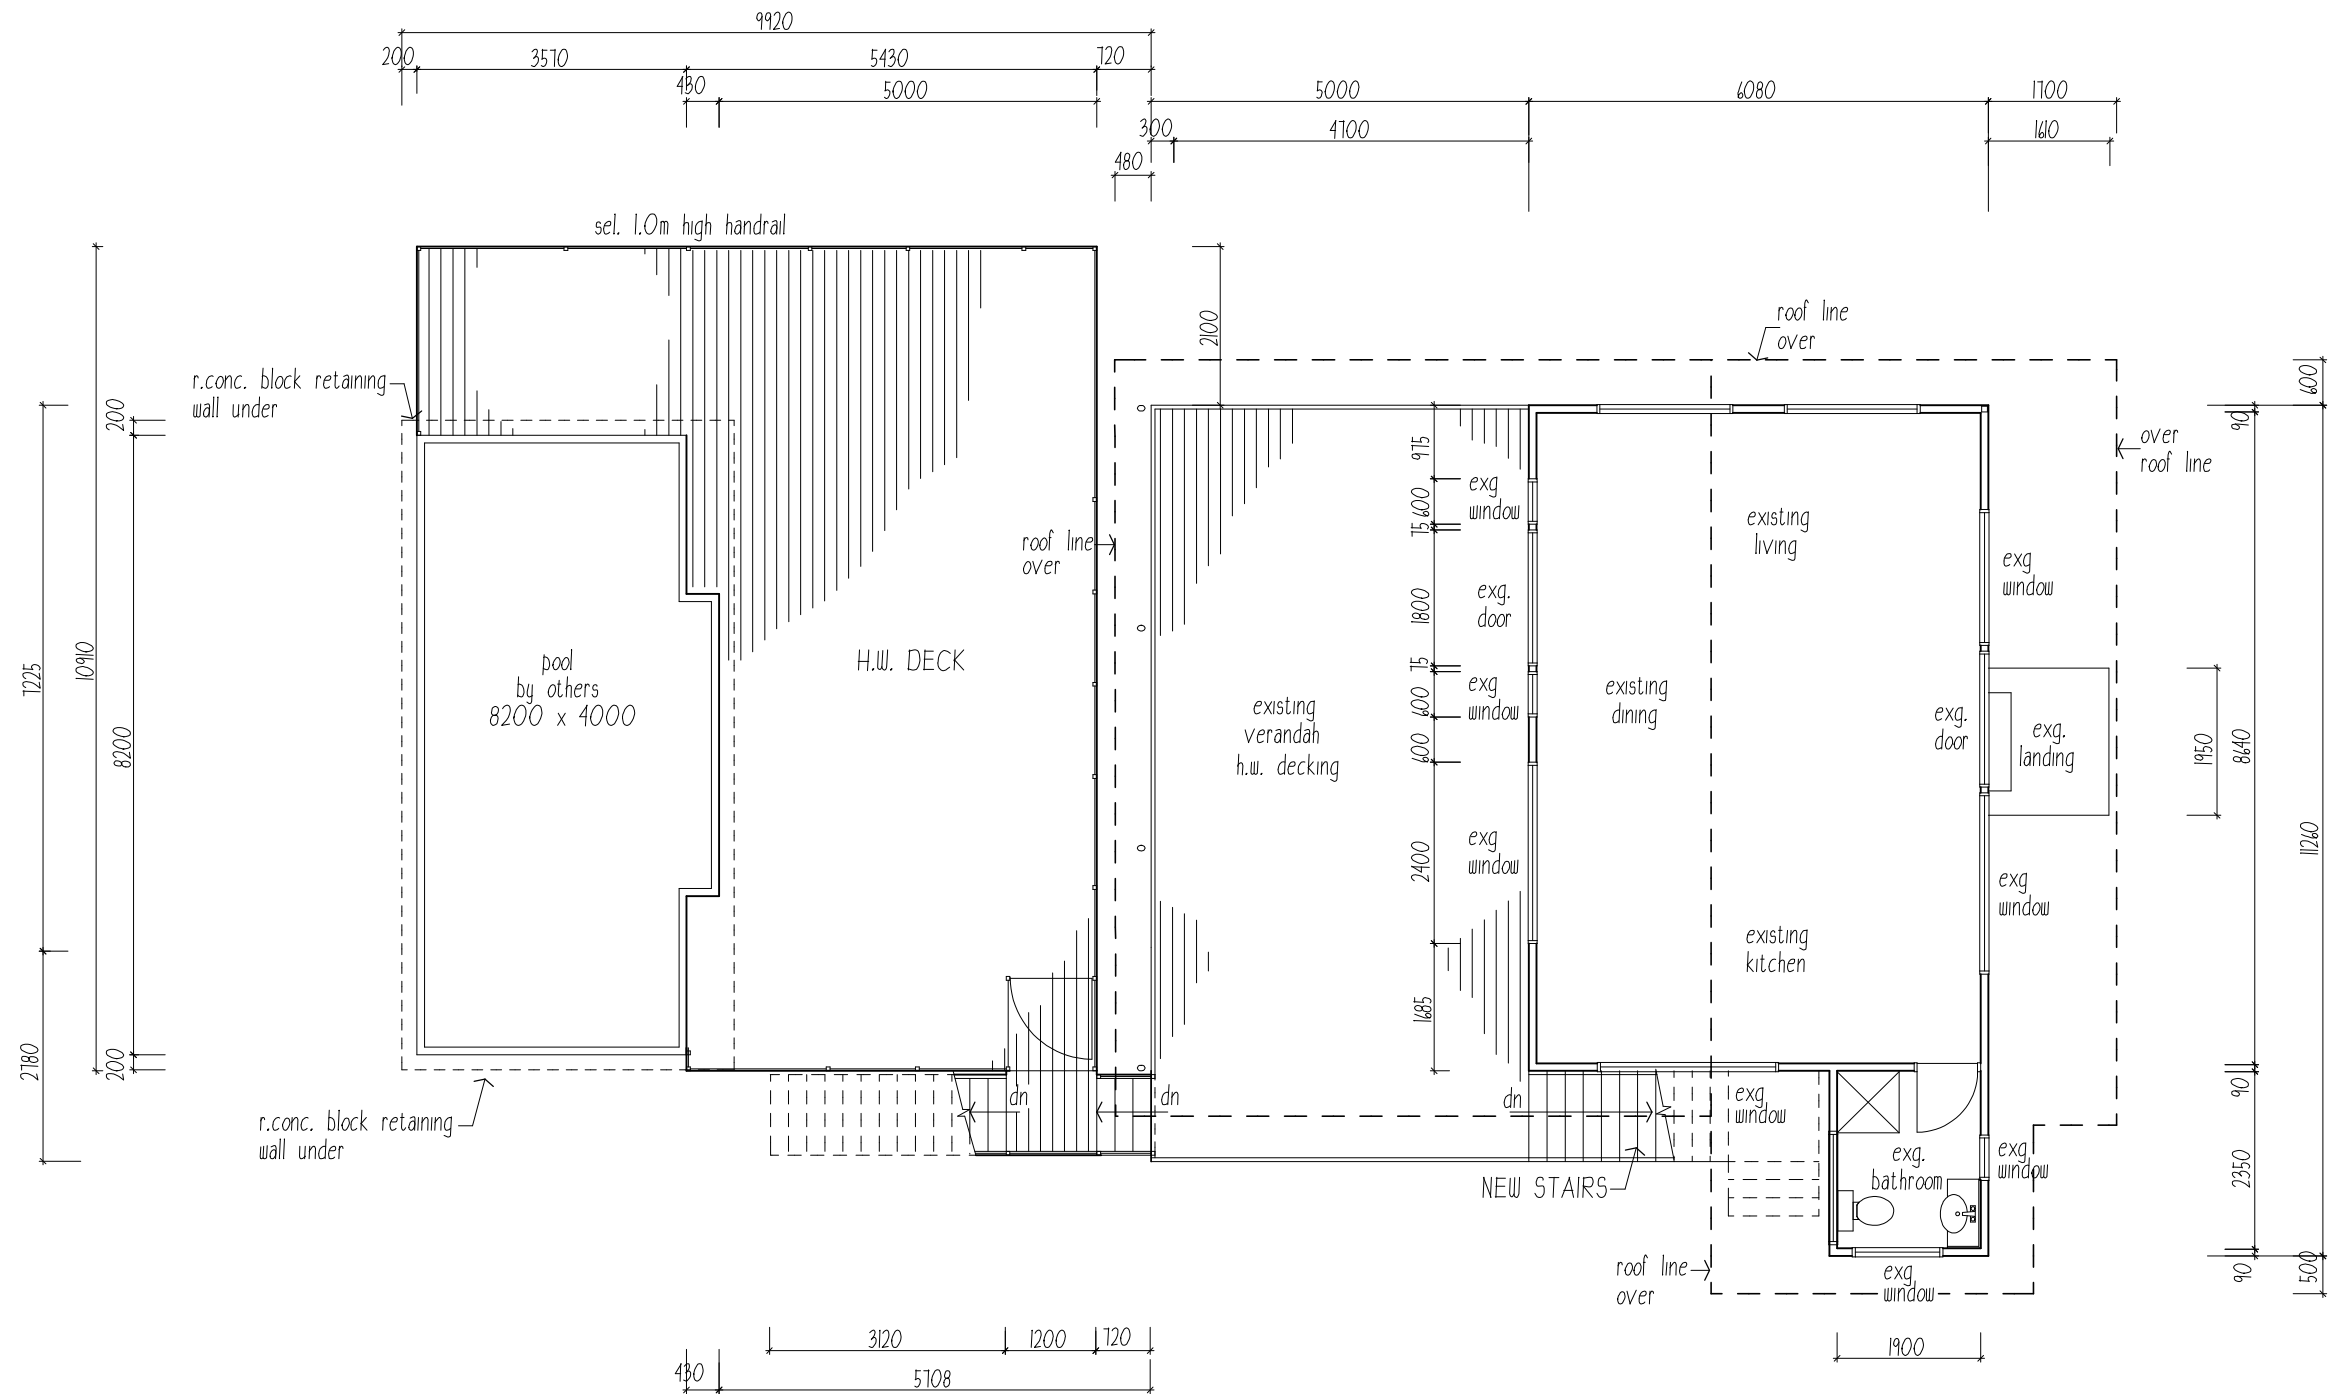 9920
200
3570
5430
720
430
5000
5000
6080
1700
300
4700
1610
480
sel. 1.0m high handrail
2100
roof line
over
600
r.conc. block retaining
wall under
200
90
over
roof line
975
600
exg
window
75
existing
living
roof line
over
exg
window
1800
exg.
door
7225
10910
8200
pool
by others
8200 x 4000
H.W. DECK
75
600
exg
window
existing
dining
existing
verandah
h.w. decking
600
exg.
door
exg.
landing
1950
8640
11260
2400
exg
window
exg
window
existing
kitchen
1685
2780
200
90
dn
dn
dn
exg
window
r.conc. block retaining
wall under
exg.
bathroom
exg
window
2350
NEW STAIRS
roof line
over
exg
window
90
500
3120
1200
720
1900
430
5708